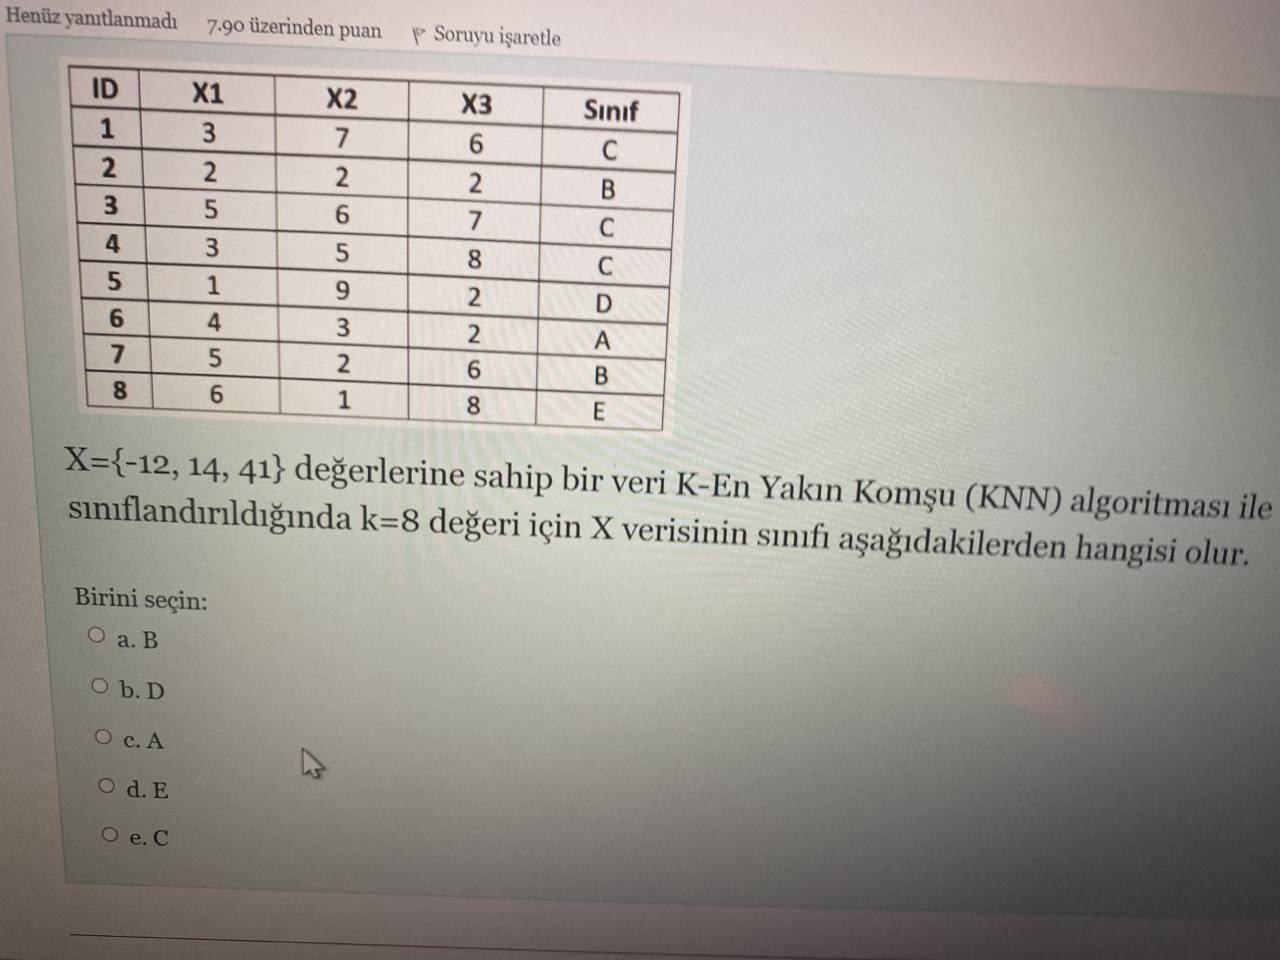 Henüz yanıtlanmadı 7.90 üzerinden puan Soruyu işaretle
ID X1 X2 X3 Sınıf
1 3 7 6 C
2 2 2 2 B
3 5 6 7 C
4 3 5 8 C
5 1 9 2 D
6 4 3 2 A
7 5 2 6 B
8 6 1 8 E
X={-12, 14, 41} değerlerine sahip bir veri K-En Yakın Komşu (KNN) algoritması ile
sınıflandırıldığında k=8 değeri için X verisinin sınıfı aşağıdakilerden hangisi olur.
Birini seçin:
a. B
b. D
c. A
d. E
e. C